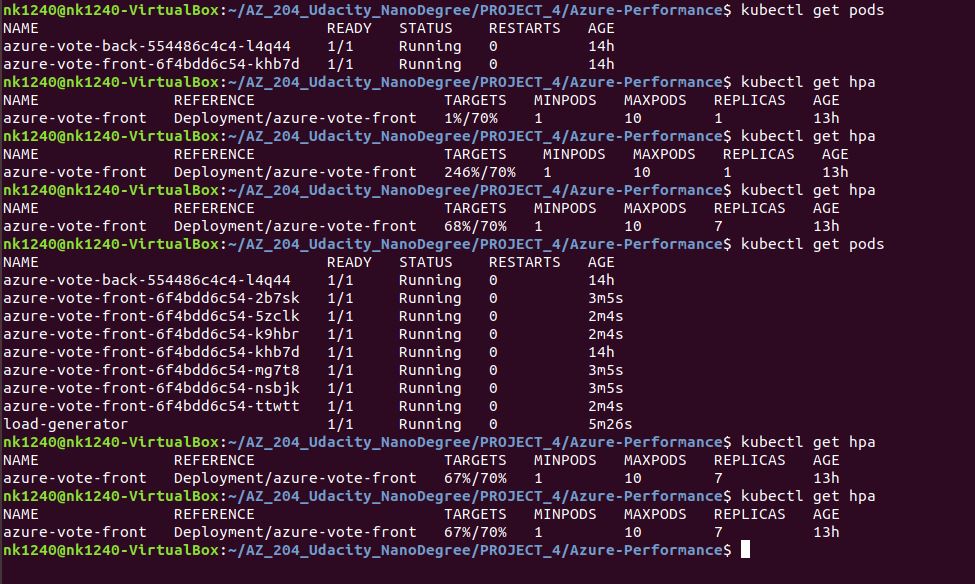 nk1240@nk1240-VirtualBox:~/AZ_204_Udacity_NanoDegree/PROJECT_4/Azure-Performance$ kubectl get pods
NAME                                READY   STATUS    RESTARTS   AGE
azure-vote-back-554486c4c4-l4q44    1/1     Running   0          14h
azure-vote-front-6f4bdd6c54-khb7d   1/1     Running   0          14h
nk1240@nk1240-VirtualBox:~/AZ_204_Udacity_NanoDegree/PROJECT_4/Azure-Performance$ kubectl get hpa
NAME               REFERENCE                     TARGETS   MINPODS   MAXPODS   REPLICAS   AGE
azure-vote-front   Deployment/azure-vote-front   1%/70%    1         10        1          13h
nk1240@nk1240-VirtualBox:~/AZ_204_Udacity_NanoDegree/PROJECT_4/Azure-Performance$ kubectl get hpa
NAME               REFERENCE                     TARGETS    MINPODS   MAXPODS   REPLICAS   AGE
azure-vote-front   Deployment/azure-vote-front   246%/70%   1         10        1          13h
nk1240@nk1240-VirtualBox:~/AZ_204_Udacity_NanoDegree/PROJECT_4/Azure-Performance$ kubectl get hpa
NAME               REFERENCE                     TARGETS   MINPODS   MAXPODS   REPLICAS   AGE
azure-vote-front   Deployment/azure-vote-front   68%/70%   1         10        7          13h
nk1240@nk1240-VirtualBox:~/AZ_204_Udacity_NanoDegree/PROJECT_4/Azure-Performance$ kubectl get pods
NAME                                READY   STATUS    RESTARTS   AGE
azure-vote-back-554486c4c4-l4q44    1/1     Running   0          14h
azure-vote-front-6f4bdd6c54-2b7sk   1/1     Running   0          3m5s
azure-vote-front-6f4bdd6c54-5zclk   1/1     Running   0          2m4s
azure-vote-front-6f4bdd6c54-k9hbr   1/1     Running   0          2m4s
azure-vote-front-6f4bdd6c54-khb7d   1/1     Running   0          14h
azure-vote-front-6f4bdd6c54-mg7t8   1/1     Running   0          3m5s
azure-vote-front-6f4bdd6c54-nsbjk   1/1     Running   0          3m5s
azure-vote-front-6f4bdd6c54-ttwtt   1/1     Running   0          2m4s
load-generator                      1/1     Running   0          5m26s
nk1240@nk1240-VirtualBox:~/AZ_204_Udacity_NanoDegree/PROJECT_4/Azure-Performance$ kubectl get hpa
NAME               REFERENCE                     TARGETS   MINPODS   MAXPODS   REPLICAS   AGE
azure-vote-front   Deployment/azure-vote-front   67%/70%   1         10        7          13h
nk1240@nk1240-VirtualBox:~/AZ_204_Udacity_NanoDegree/PROJECT_4/Azure-Performance$ kubectl get hpa
NAME               REFERENCE                     TARGETS   MINPODS   MAXPODS   REPLICAS   AGE
azure-vote-front   Deployment/azure-vote-front   67%/70%   1         10        7          13h
nk1240@nk1240-VirtualBox:~/AZ_204_Udacity_NanoDegree/PROJECT_4/Azure-Performance$